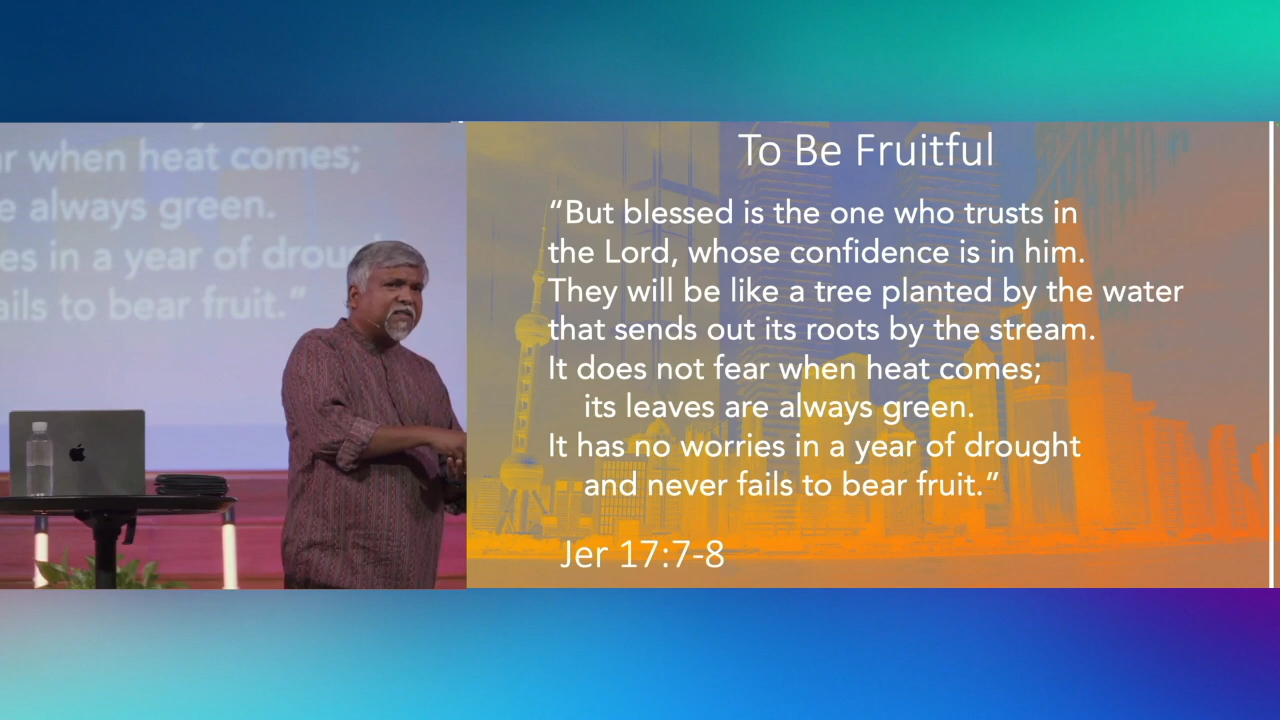 r when heat comes;
e always green.
es in a year of drou
ails to bear fruit.”
To Be Fruitful
“But blessed is the one who trusts in
the Lord, whose confidence is in him.
They will be like a tree planted by the water
that sends out its roots by the stream.
It does not fear when heat comes;
its leaves are always green.
It has no worries in a year of drought
and never fails to bear fruit.”
Jer 17:7-8